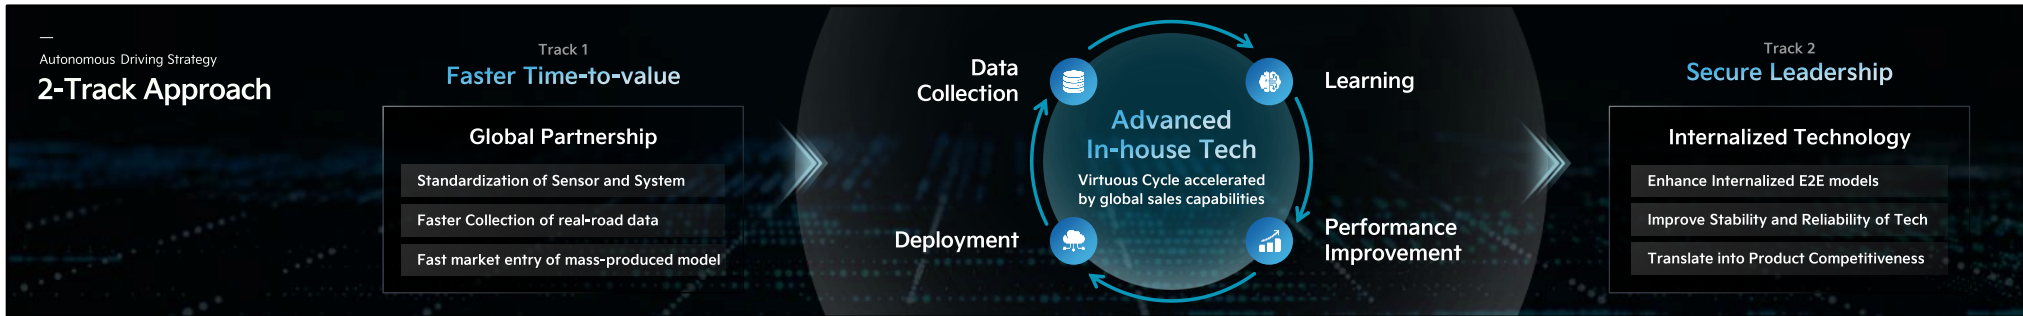 Autonomous Driving Strategy
2-Track Approach
Track 1
Faster Time-to-value
Global Partnership
Standardization of Sensor and System
Faster Collection of real-road data
Fast market entry of mass-produced model
Data
Collection
Learning
Advanced
In-house Tech
Virtuous Cycle accelerated
by global sales capabilities
Deployment
Performance
Improvement
Track 2
Secure Leadership
Internalized Technology
Enhance Internalized E2E models
Improve Stability and Reliability of Tech
Translate into Product Competitiveness